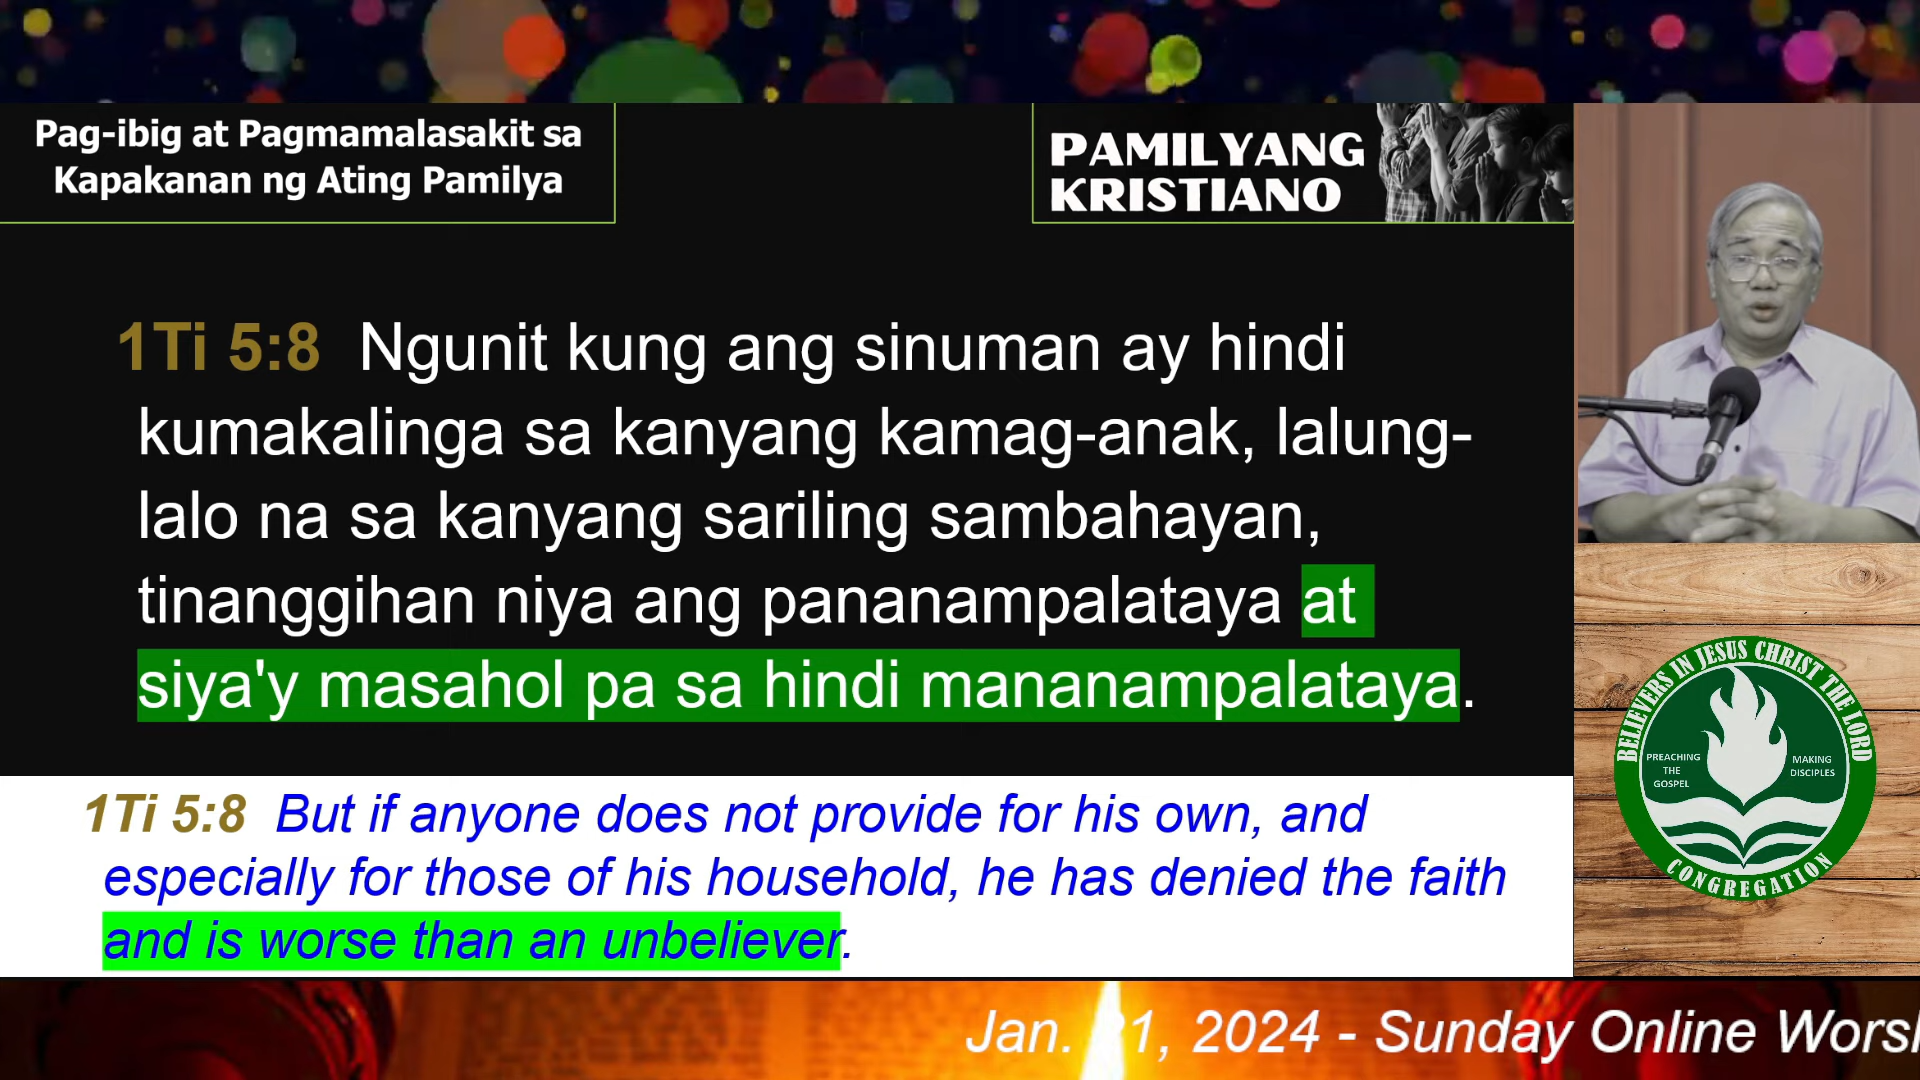 Pag-ibig at Pagmamalasakit sa
Kapakanan ng Ating Pamilya
PAMILYANG
KRISTIANO
1Ti 5:8 Ngunit kung ang sinuman ay hindi
kumakalinga sa kanyang kamag-anak, lalung-
lalo na sa kanyang sariling sambahayan,
tinanggihan niya ang pananampalataya at
siya'y masahol pa sa hindi mananampalataya.
1Ti 5:8 But if anyone does not provide for his own, and
especially for those of his household, he has denied the faith
and is worse than an unbeliever.
BELIEVERS IN JESUS CHRIST THE LORD
PREACHING
THE
GOSPEL
MAKING
DISCIPLES
CONGREGATION
Jan. 1, 2024 - Sunday Online